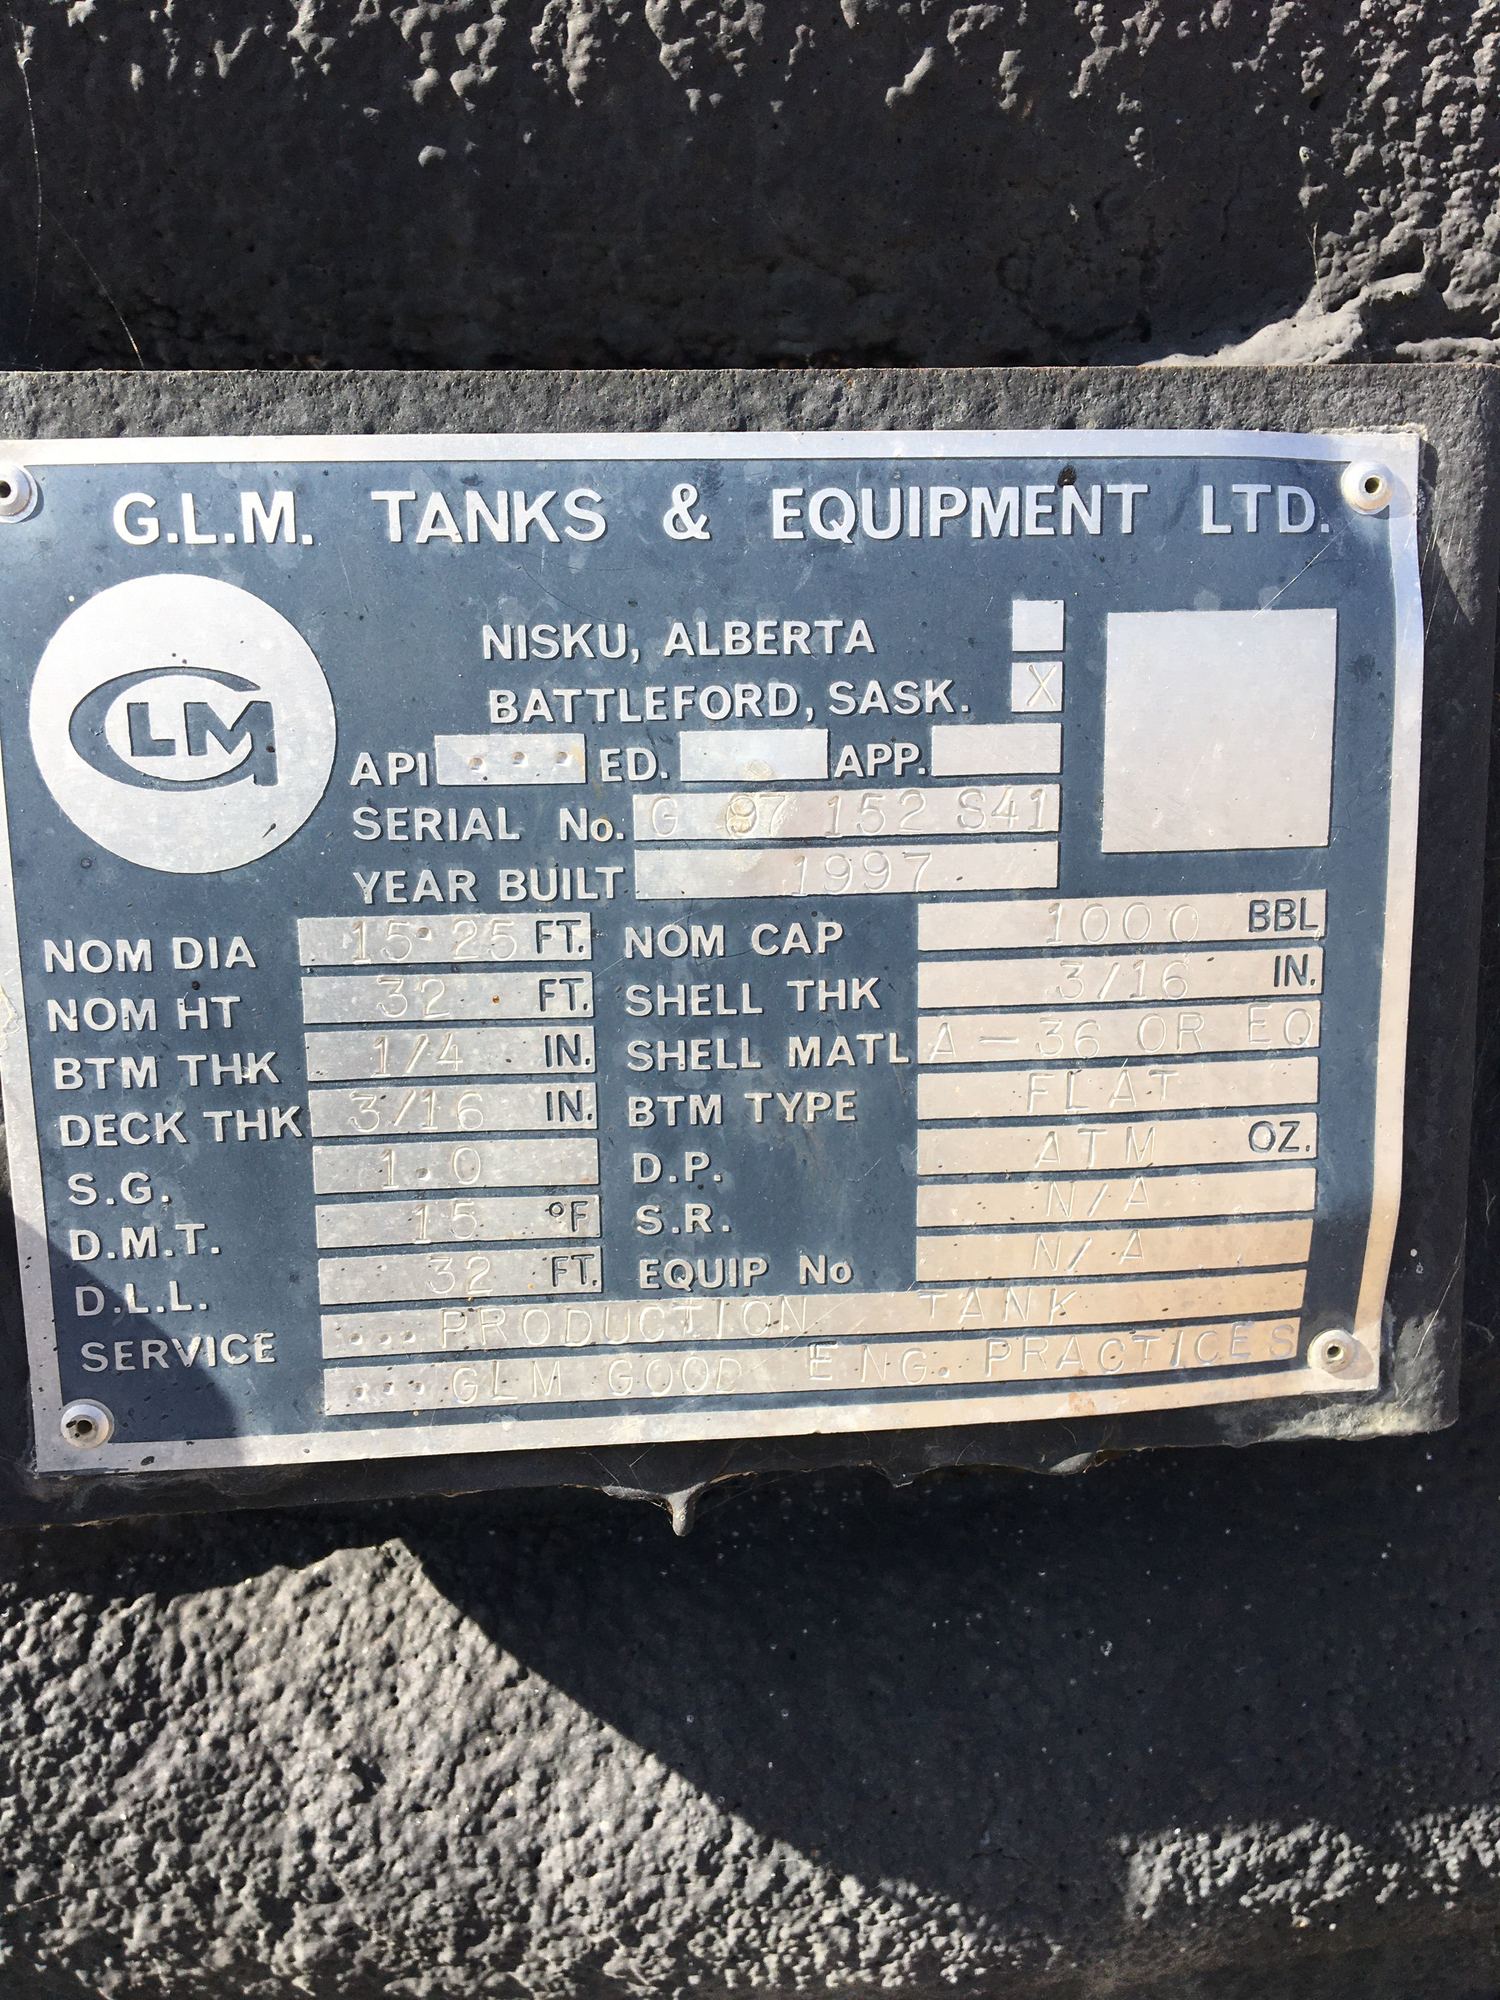 G.L.M. TANKS & EQUIPMENT LTD.
GLM
NISKU, ALBERTA
BATTLEFORD, SASK. X
API ... ED. APP.
SERIAL No. G 97 152 S41
YEAR BUILT 1997
NOM DIA 15.25 FT. NOM CAP 1000 BBL
NOM HT 32 FT. SHELL THK 3/16 IN.
BTM THK 1/4 IN. SHELL MATL A-36 OR EQ
DECK THK 3/16 IN. BTM TYPE FLAT
S.G. 1.0 D.P. ATM OZ.
D.M.T. 15 °F S.R. N/A
D.L.L. 32 FT. EQUIP No N/A
SERVICE ...PRODUCTION TANK
...GLM GOOD ENG. PRACTICES